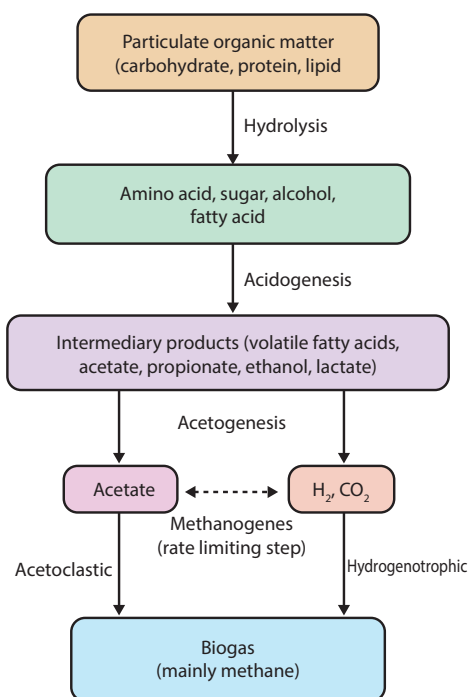 Particulate organic matter
(carbohydrate, protein, lipid
Hydrolysis
Amino acid, sugar, alcohol,
fatty acid
Acidogenesis
Intermediary products (volatile fatty acids,
acetate, propionate, ethanol, lactate)
Acetogenesis
Acetate
H₂, CO₂
Methanogenes
(rate limiting step)
Acetoclastic
Hydrogenotrophic
Biogas
(mainly methane)